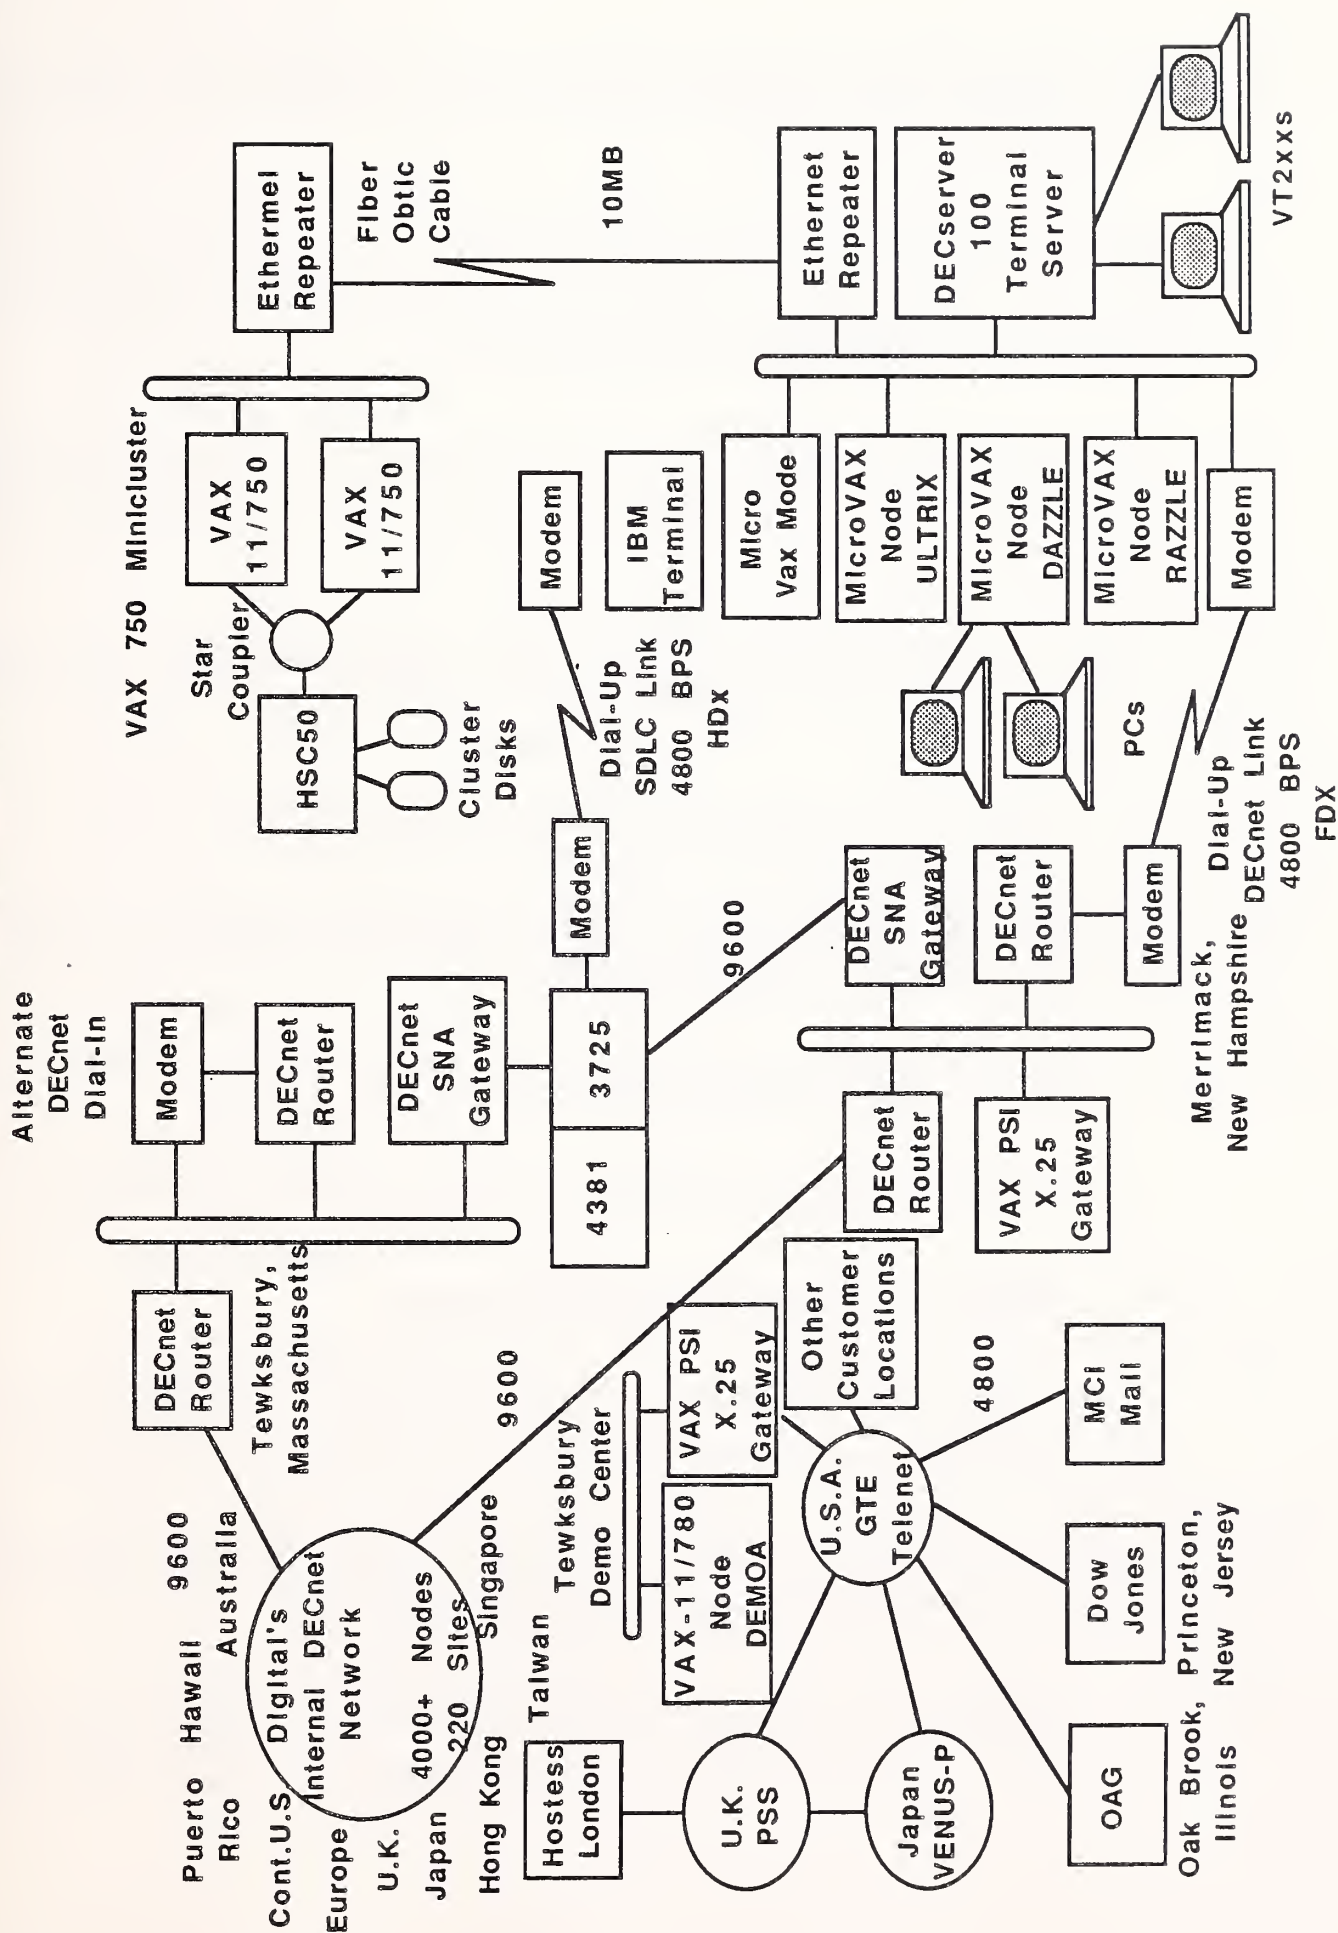 Alternate
DECnet
Dial-In
Puerto
Rico
Hawaii
9600
Australia
DECnet
Router
Modem
DECnet
Router
DECnet
SNA
Gateway
Tewksbury,
Massachusetts
VAX 750 Minicluster
Star
Coupler
VAX
11/750
VAX
11/750
HSC50
Cluster
Disks
Ethermel
Repeater
Fiber
Obtic
Cable
10MB
Cont.U.S.
Europe
U.K.
Japan
Hong Kong
Digital's
Internal DECnet
Network
4000+ Nodes
220 Sites
Singapore
Taiwan
9600
4381
3725
Modem
Modem
Dial-Up
SDLC Link
4800 BPS
HDx
IBM
Terminal
Hostess
London
Tewksbury
Demo Center
VAX-11/780
Node
DEMOA
VAX PSI
X.25
Gateway
9600
Micro
Vax Mode
MicroVAX
Node
ULTRIX
MicroVAX
Node
DAZZLE
MicroVAX
Node
RAZZLE
Modem
Ethernet
Repeater
DECserver
100
Terminal
Server
VT2xxs
PCs
U.K.
PSS
Japan
VENUS-P
U.S.A.
GTE
Telenet
Other
Customer
Locations
DECnet
Router
DECnet
SNA
Gateway
VAX PSI
X.25
Gateway
DECnet
Router
Modem
4800
OAG
Dow
Jones
MCI
Mail
Oak Brook,
Illinois
Princeton,
New Jersey
Merrimack,
New Hampshire
Dial-Up
DECnet Link
4800 BPS
FDX